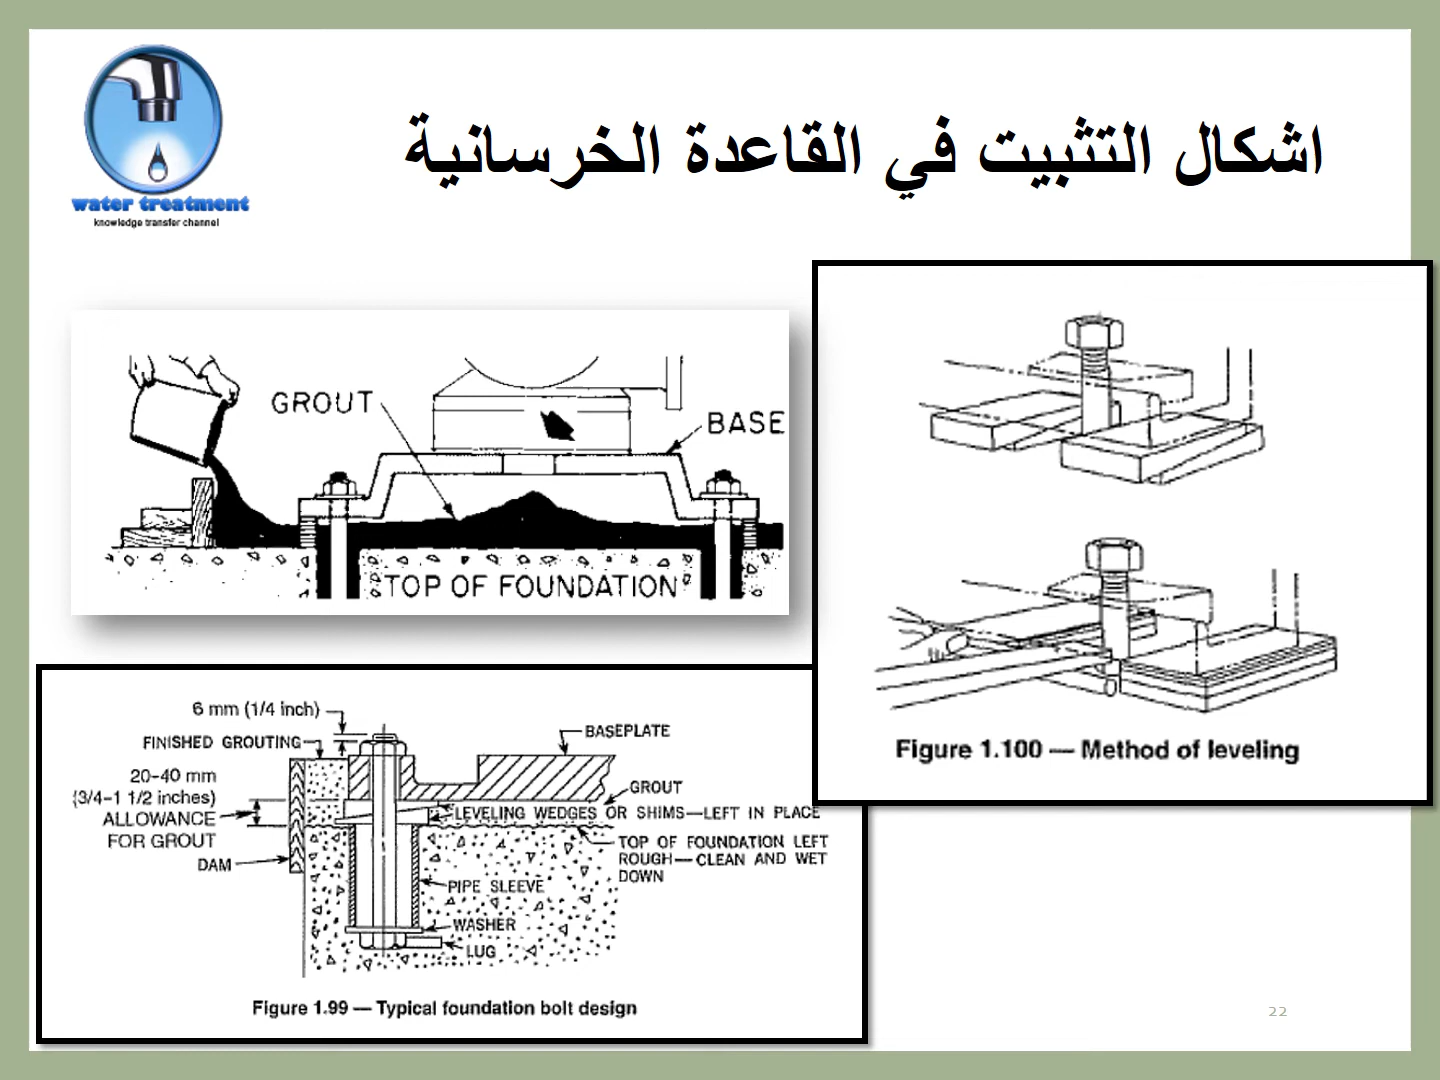 water treatment
knowledge transfer channel
اشكال التثبيت في القاعدة الخرسانية
GROUT
BASE
TOP OF FOUNDATION
Figure 1.100 — Method of leveling
6 mm (1/4 inch)
FINISHED GROUTING
20–40 mm
(3/4–1 1/2 inches)
ALLOWANCE
FOR GROUT
DAM
BASEPLATE
GROUT
LEVELING WEDGES OR SHIMS—LEFT IN PLACE
TOP OF FOUNDATION LEFT
ROUGH—CLEAN AND WET
DOWN
PIPE SLEEVE
WASHER
LUG
Figure 1.99 — Typical foundation bolt design
22